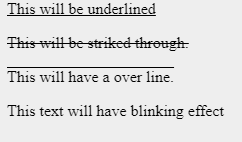 This will be underlined
This will be striked through.
This will have a over line.
This text will have blinking effect